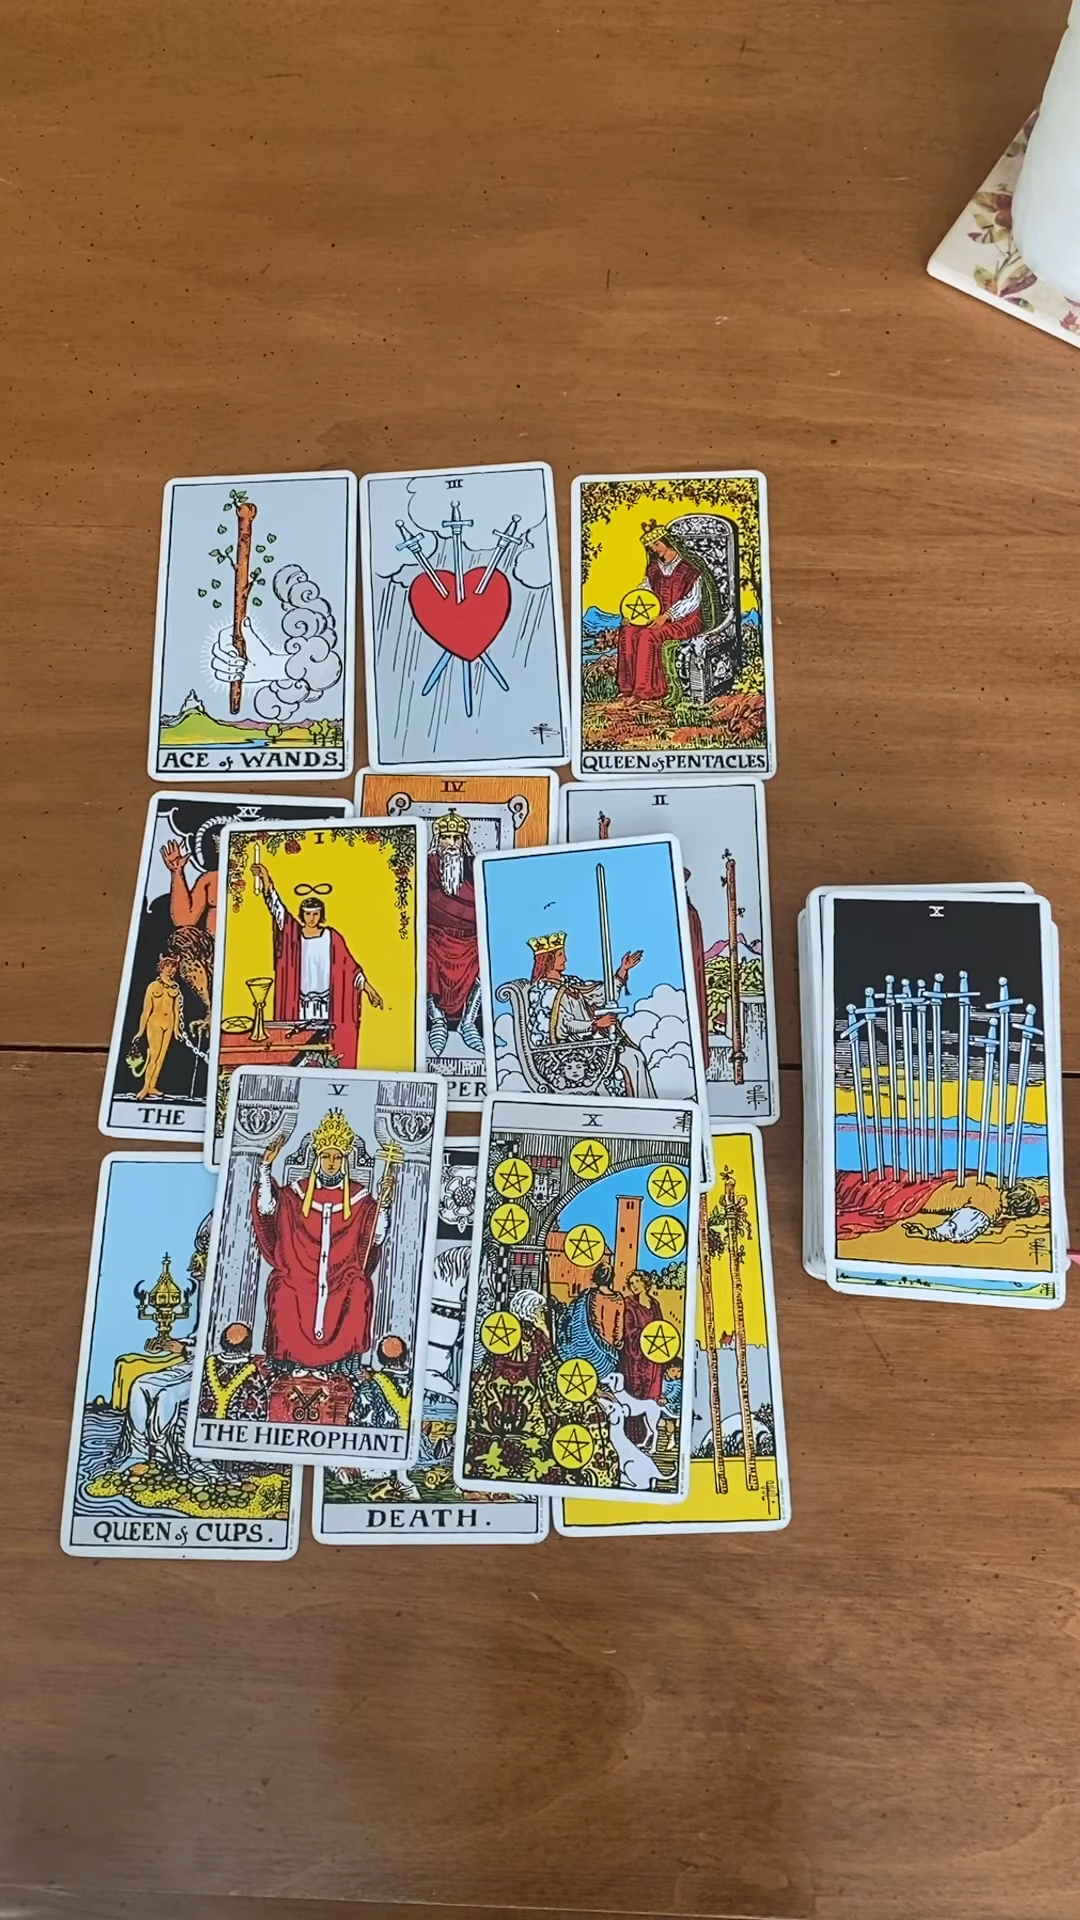 III
ACE of WANDS.
QUEEN of PENTACLES
XV
I
IV
II
THE
PER
X
V
X
THE HIEROPHANT
QUEEN of CUPS.
DEATH.